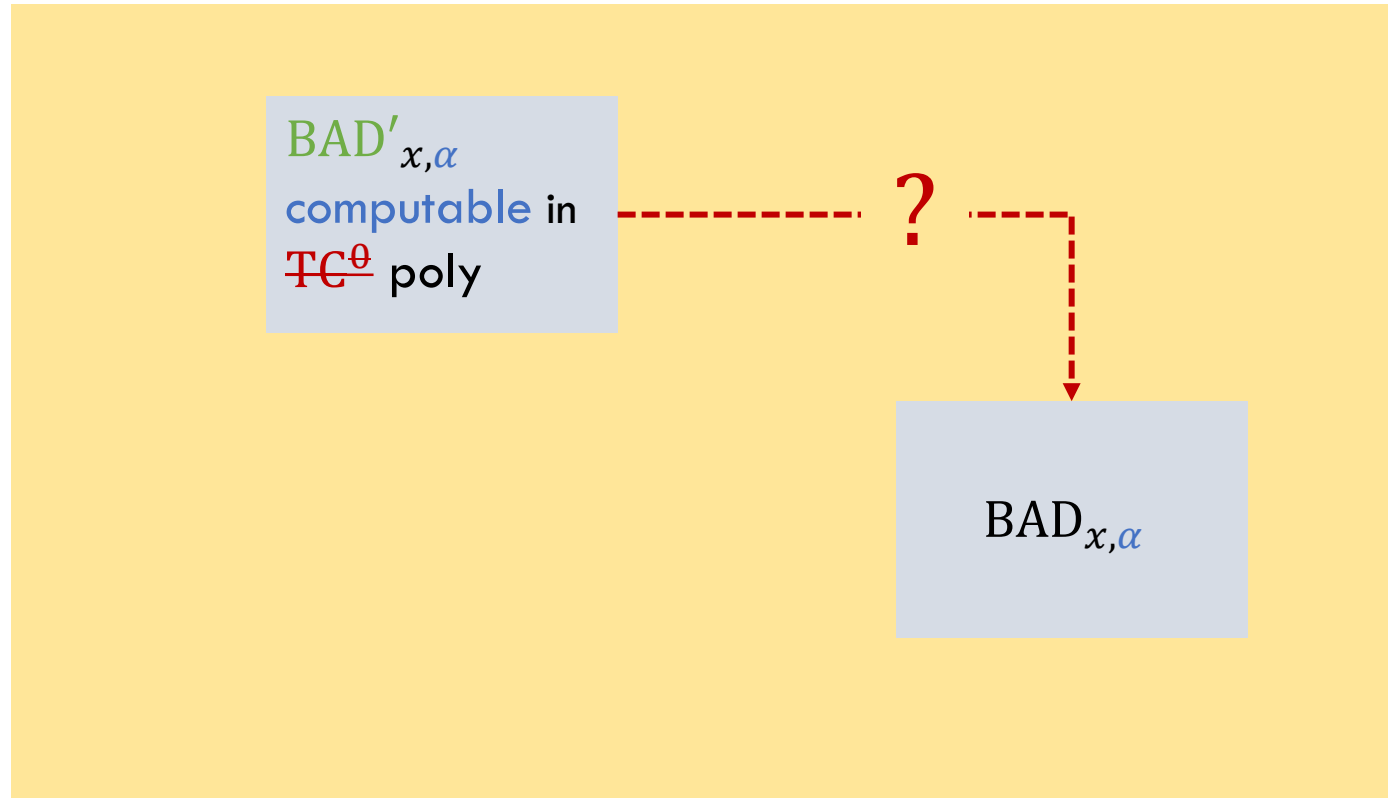 BAD′x,α
computable in
TC⁰ poly
?
BADx,α